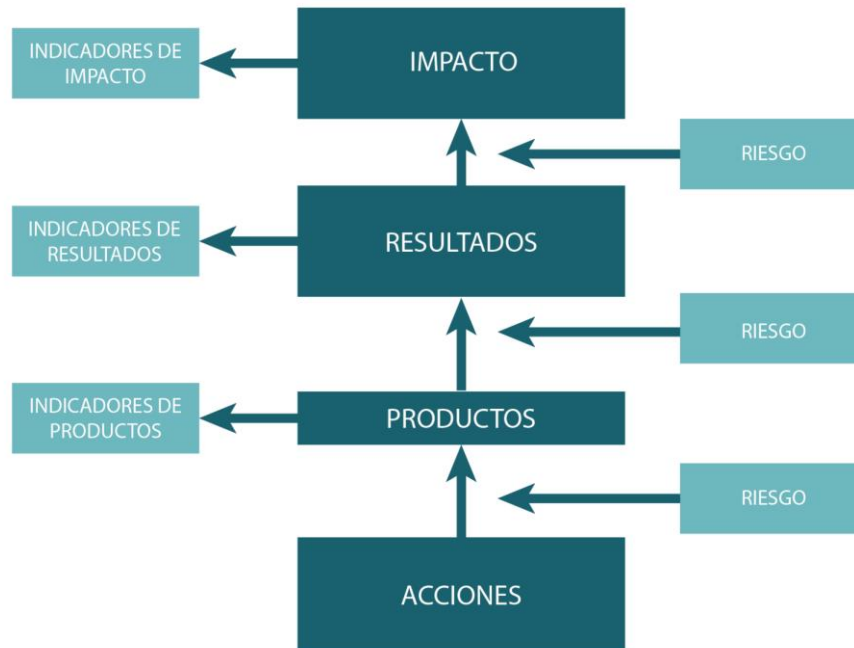 INDICADORES DE
IMPACTO
IMPACTO
RIESGO
INDICADORES DE
RESULTADOS
RESULTADOS
RIESGO
INDICADORES DE
PRODUCTOS
PRODUCTOS
RIESGO
ACCIONES